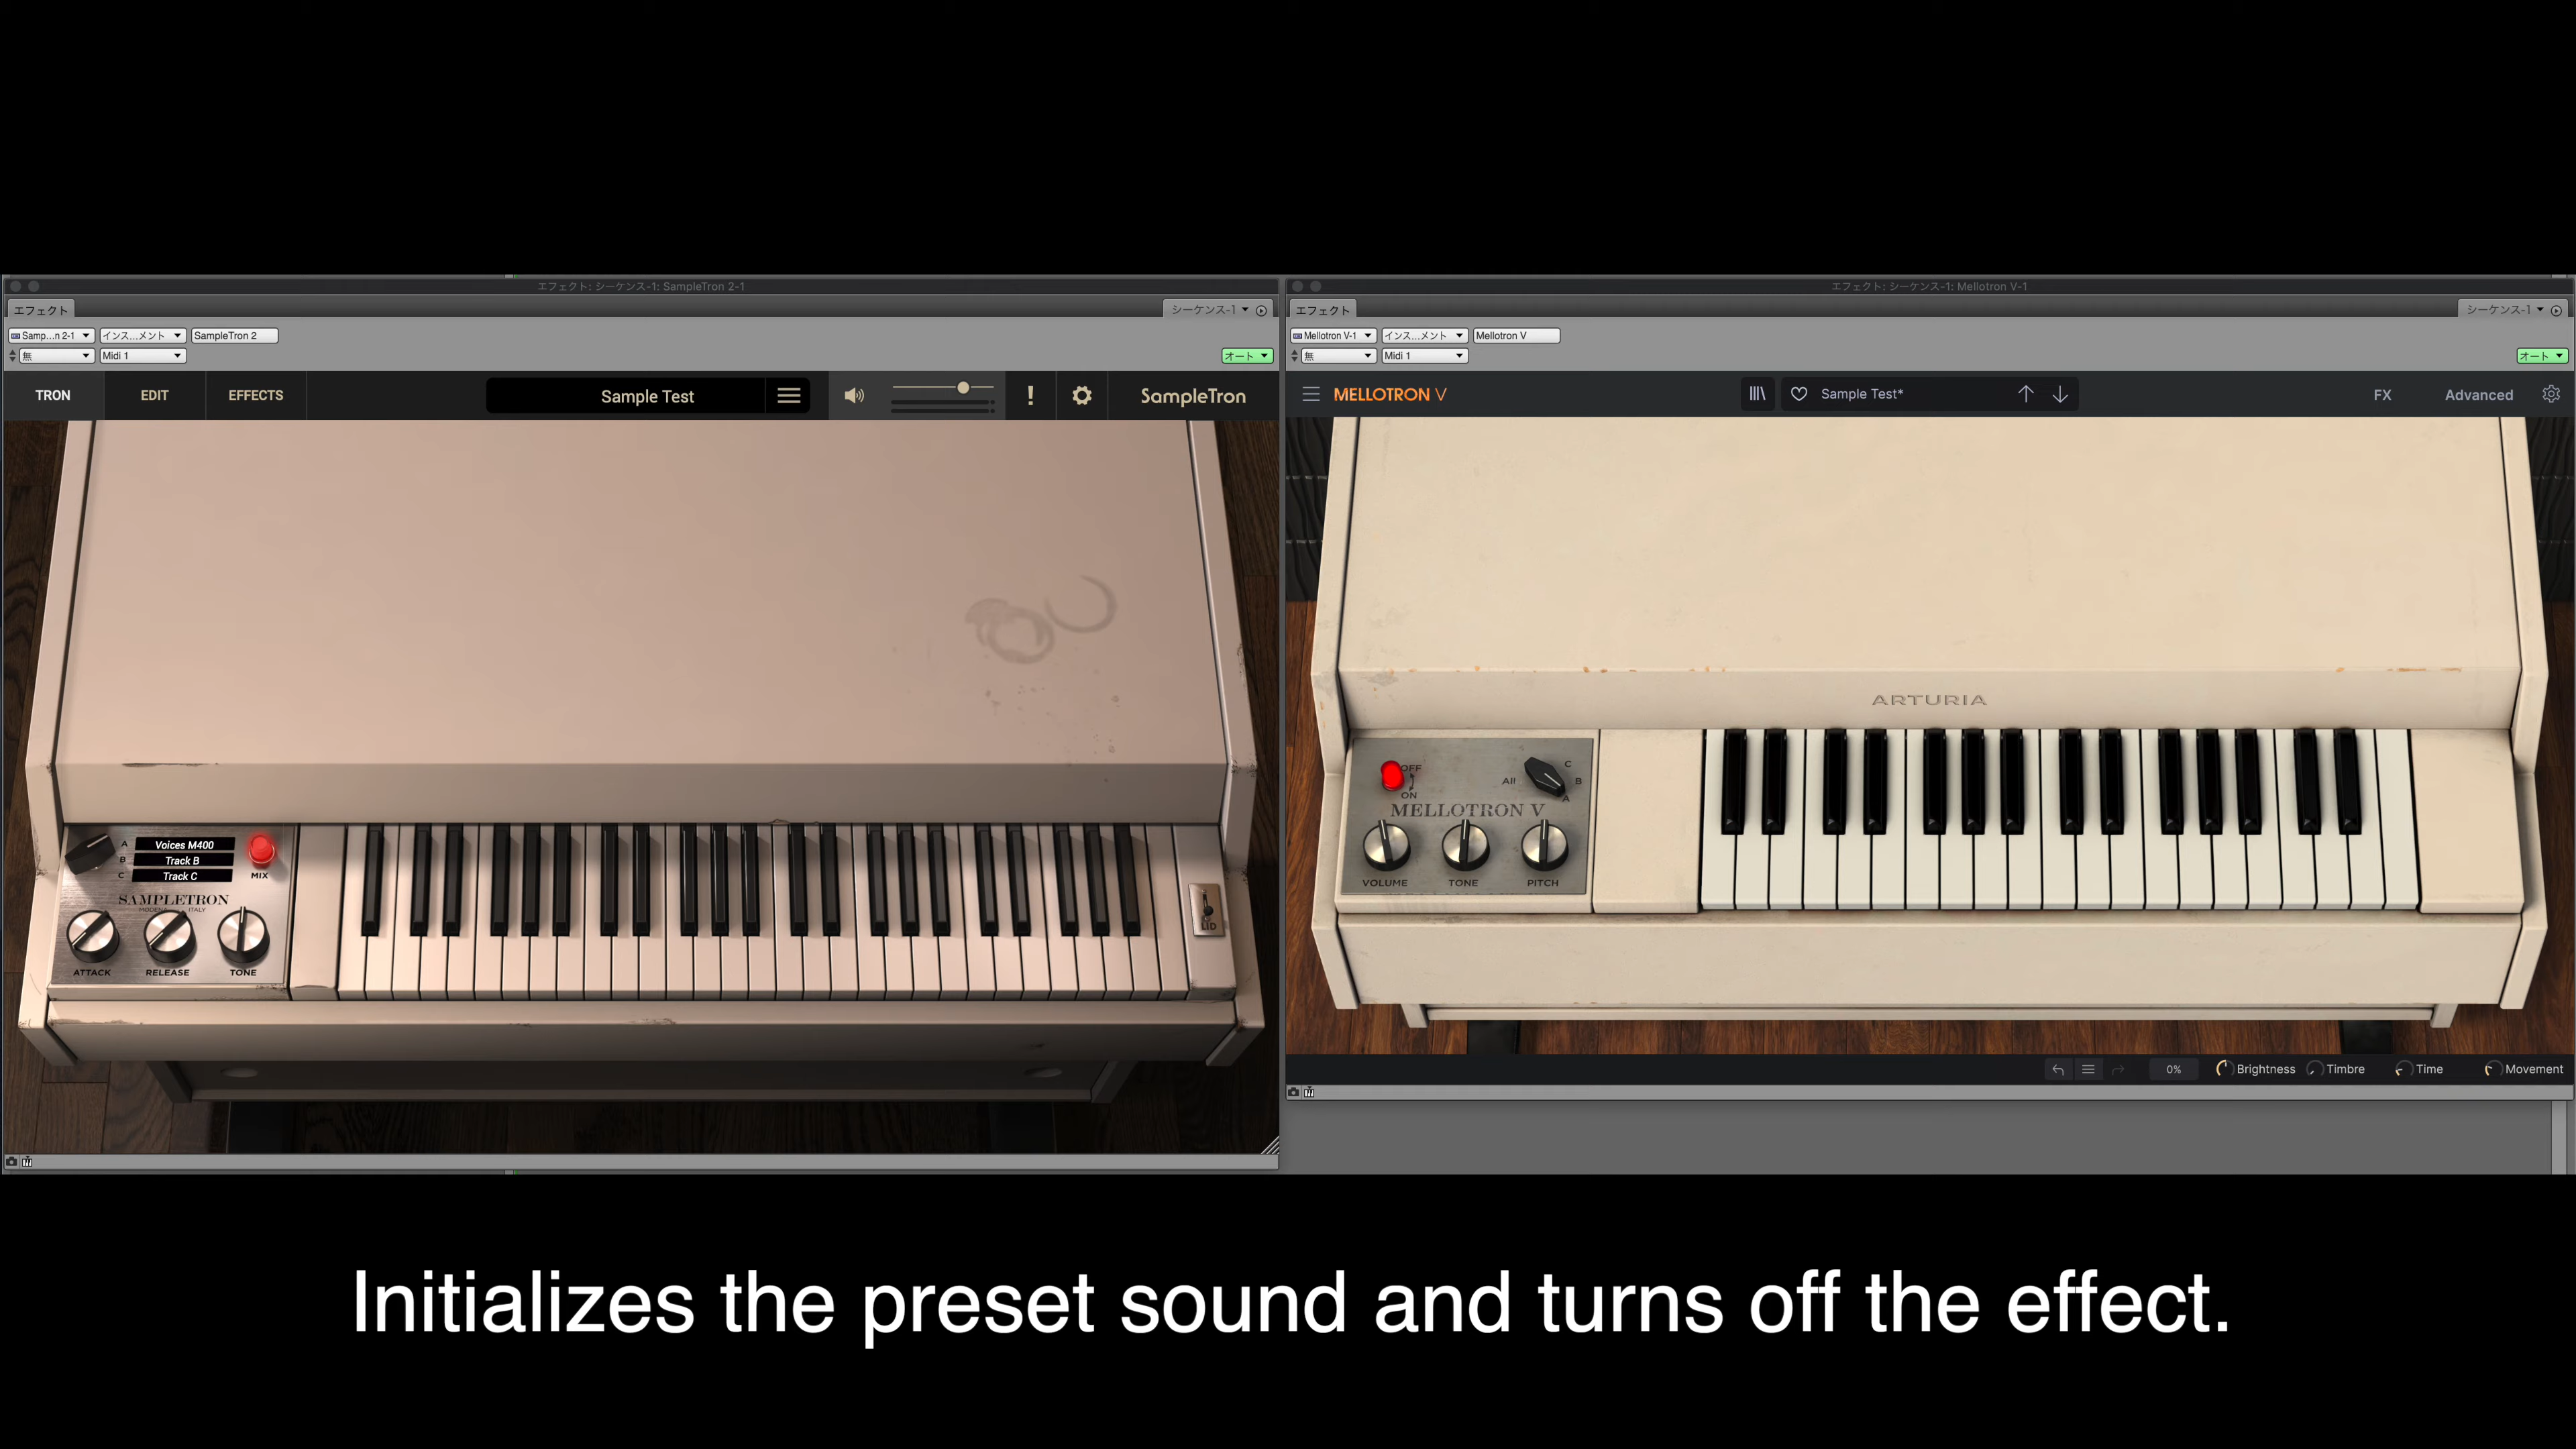 エフェクト: シーケンス-1: SampleTron 2-1
エフェクト
シーケンス-1
Samp...n 2-1 インス...メント SampleTron 2
無 Midi 1
オート
TRON EDIT EFFECTS Sample Test SampleTron
A Voices M400
B Track B
C Track C
MIX
SAMPLETRON
MODENA ITALY
ATTACK RELEASE TONE
LID
エフェクト: シーケンス-1: Mellotron V-1
エフェクト
シーケンス-1
Mellotron V-1 インス...メント Mellotron V
無 Midi 1
オート
MELLOTRON V Sample Test* FX Advanced
ARTURIA
OFF
ON
All C
B
A
MELLOTRON V
VOLUME TONE PITCH
0% Brightness Timbre Time Movement
Initializes the preset sound and turns off the effect.